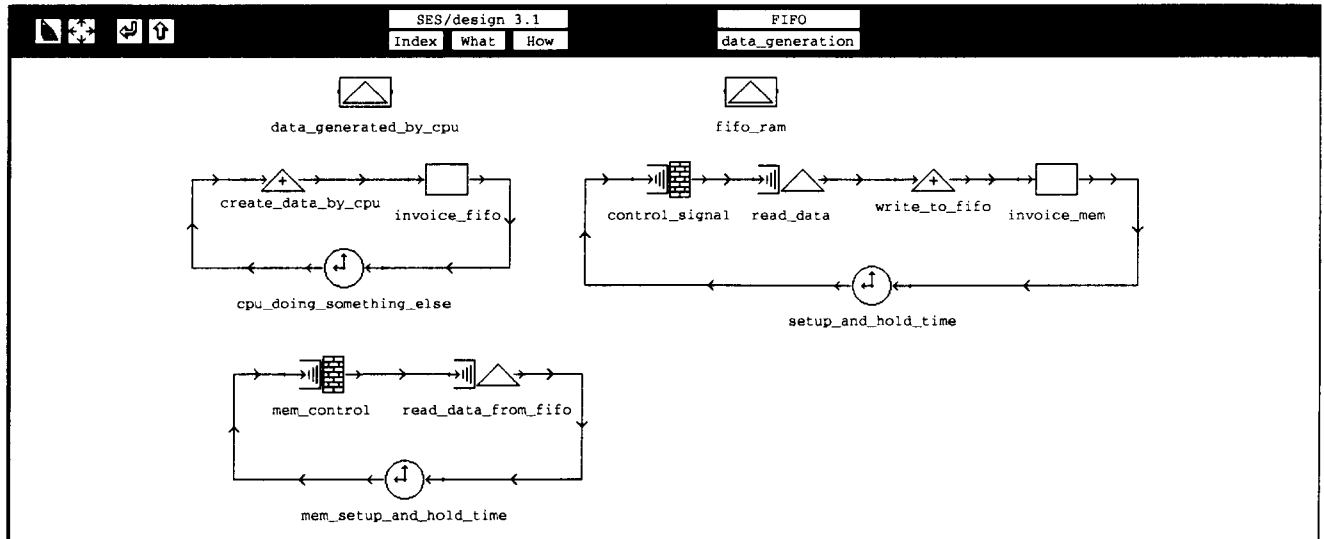 SES/design 3.1
Index What How
FIFO
data_generation
data_generated_by_cpu
fifo_ram
create_data_by_cpu
invoice_fifo
cpu_doing_something_else
control_signal
read_data
write_to_fifo
invoice_mem
setup_and_hold_time
mem_control
read_data_from_fifo
mem_setup_and_hold_time